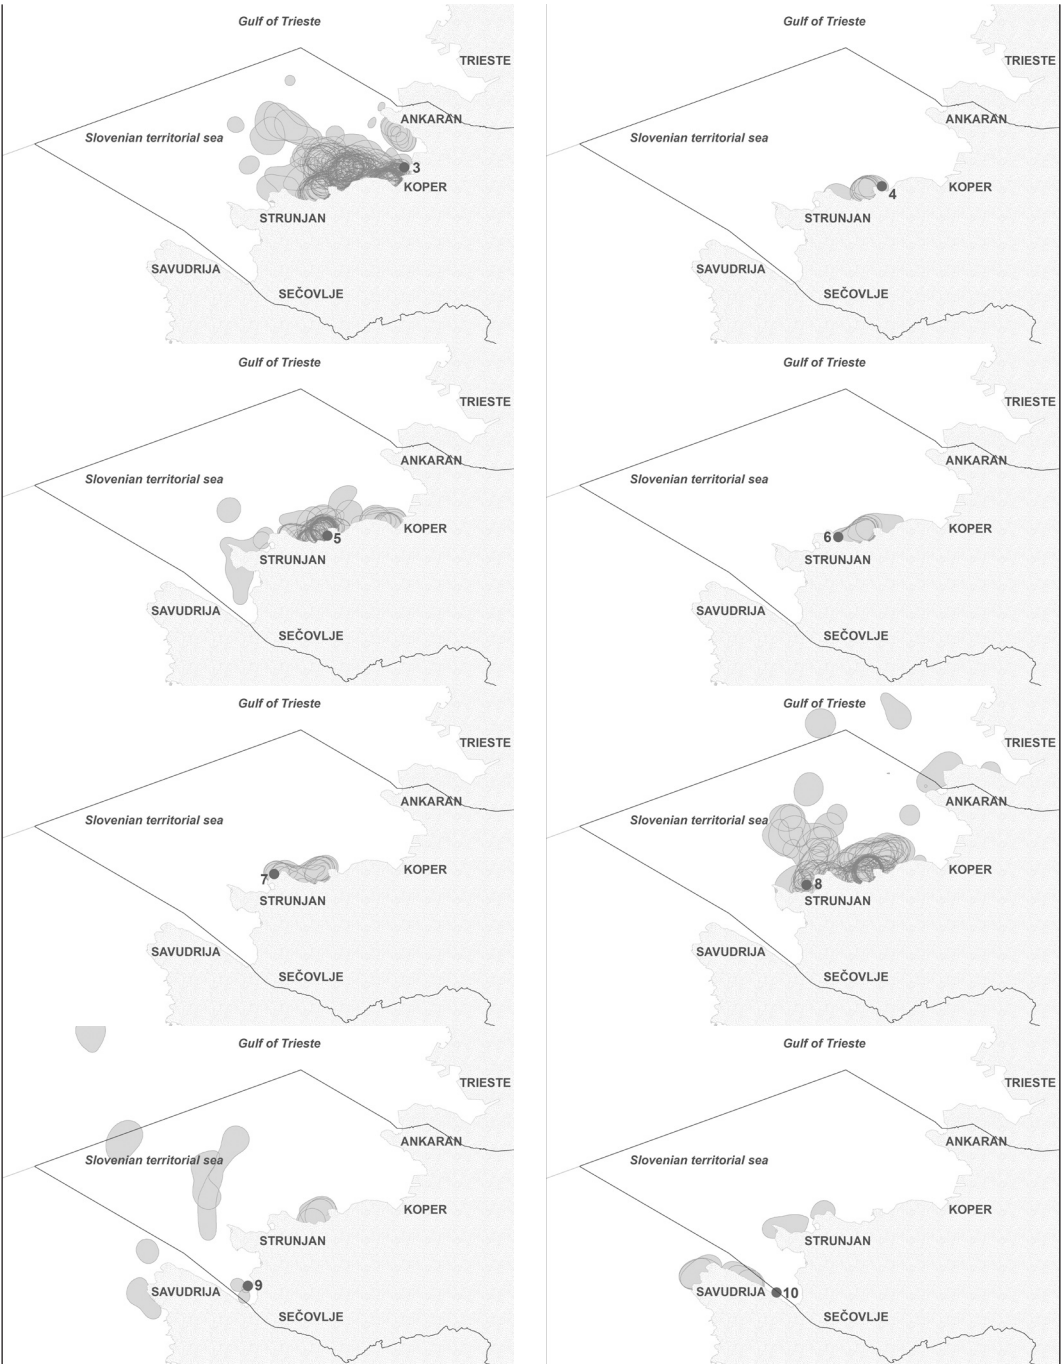 Gulf of Trieste
TRIESTE
ANKARAN
Slovenian territorial sea
3
KOPER
STRUNJAN
SAVUDRIJA
SEČOVLJE
Gulf of Trieste
TRIESTE
ANKARAN
Slovenian territorial sea
KOPER
4
STRUNJAN
SAVUDRIJA
SEČOVLJE
Gulf of Trieste
TRIESTE
ANKARAN
Slovenian territorial sea
KOPER
5
STRUNJAN
SAVUDRIJA
SEČOVLJE
Gulf of Trieste
TRIESTE
ANKARAN
Slovenian territorial sea
KOPER
6
STRUNJAN
SAVUDRIJA
SEČOVLJE
Gulf of Trieste
TRIESTE
ANKARAN
Slovenian territorial sea
KOPER
7
STRUNJAN
SAVUDRIJA
SEČOVLJE
Gulf of Trieste
TRIESTE
ANKARAN
Slovenian territorial sea
KOPER
8
STRUNJAN
SAVUDRIJA
SEČOVLJE
Gulf of Trieste
TRIESTE
ANKARAN
Slovenian territorial sea
KOPER
STRUNJAN
9
SAVUDRIJA
SEČOVLJE
Gulf of Trieste
TRIESTE
ANKARAN
Slovenian territorial sea
KOPER
STRUNJAN
SAVUDRIJA
10
SEČOVLJE